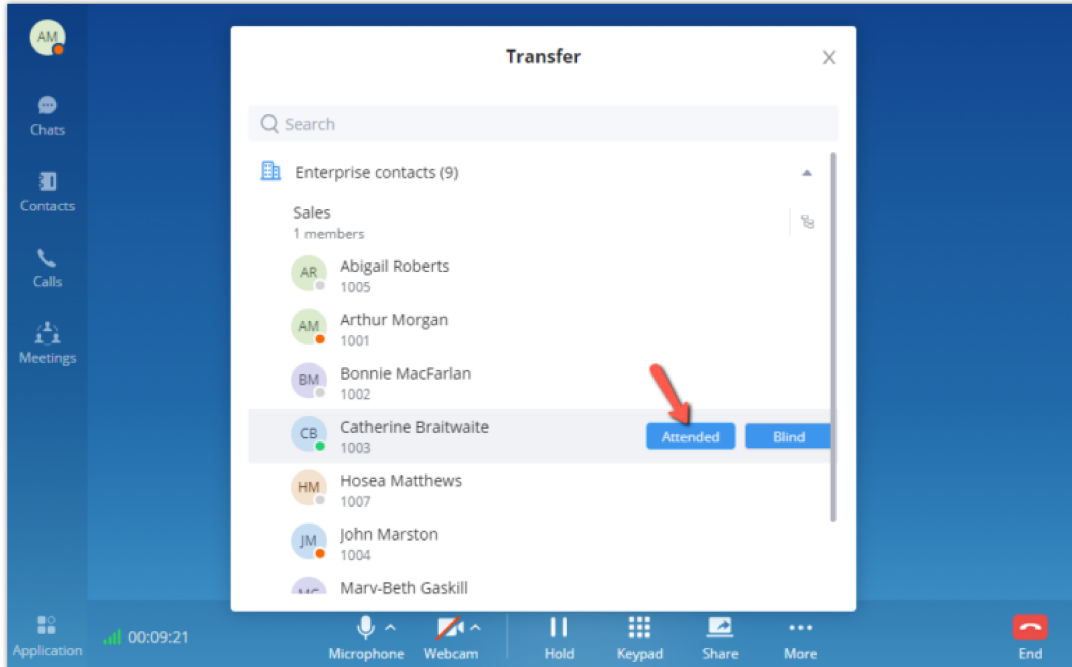 AM
Chats
Contacts
Calls
Meetings
Application
Transfer
Search
Enterprise contacts (9)
Sales
1 members
AR
Abigail Roberts
1005
AM
Arthur Morgan
1001
BM
Bonnie MacFarlan
1002
CB
Catherine Braitwaite
1003
Attended
Blind
HM
Hosea Matthews
1007
JM
John Marston
1004
MG
Mary-Beth Gaskill
00:09:21
Microphone
Webcam
Hold
Keypad
Share
More
End